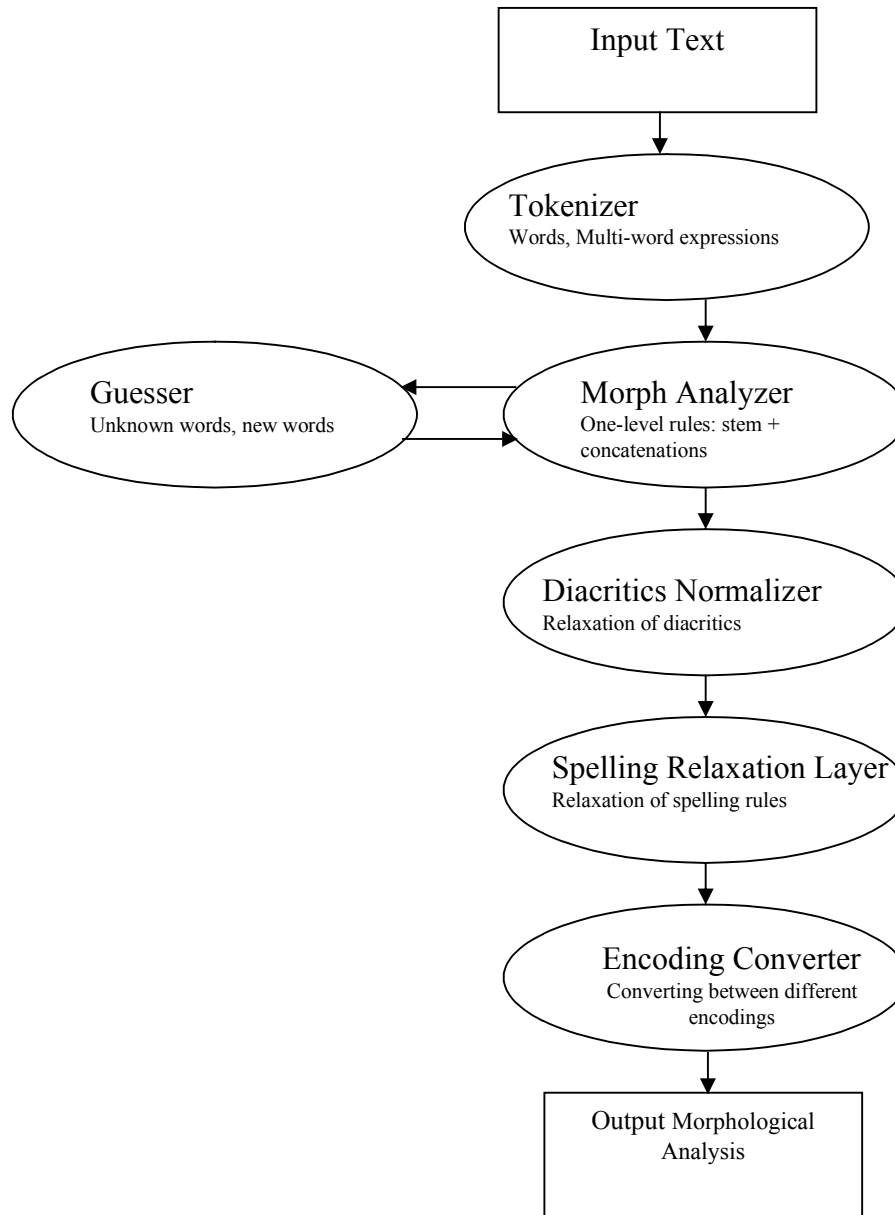 Input Text
Tokenizer
Words, Multi-word expressions
Guesser
Unknown words, new words
Morph Analyzer
One-level rules: stem +
concatenations
Diacritics Normalizer
Relaxation of diacritics
Spelling Relaxation Layer
Relaxation of spelling rules
Encoding Converter
Converting between different
encodings
Output Morphological
Analysis